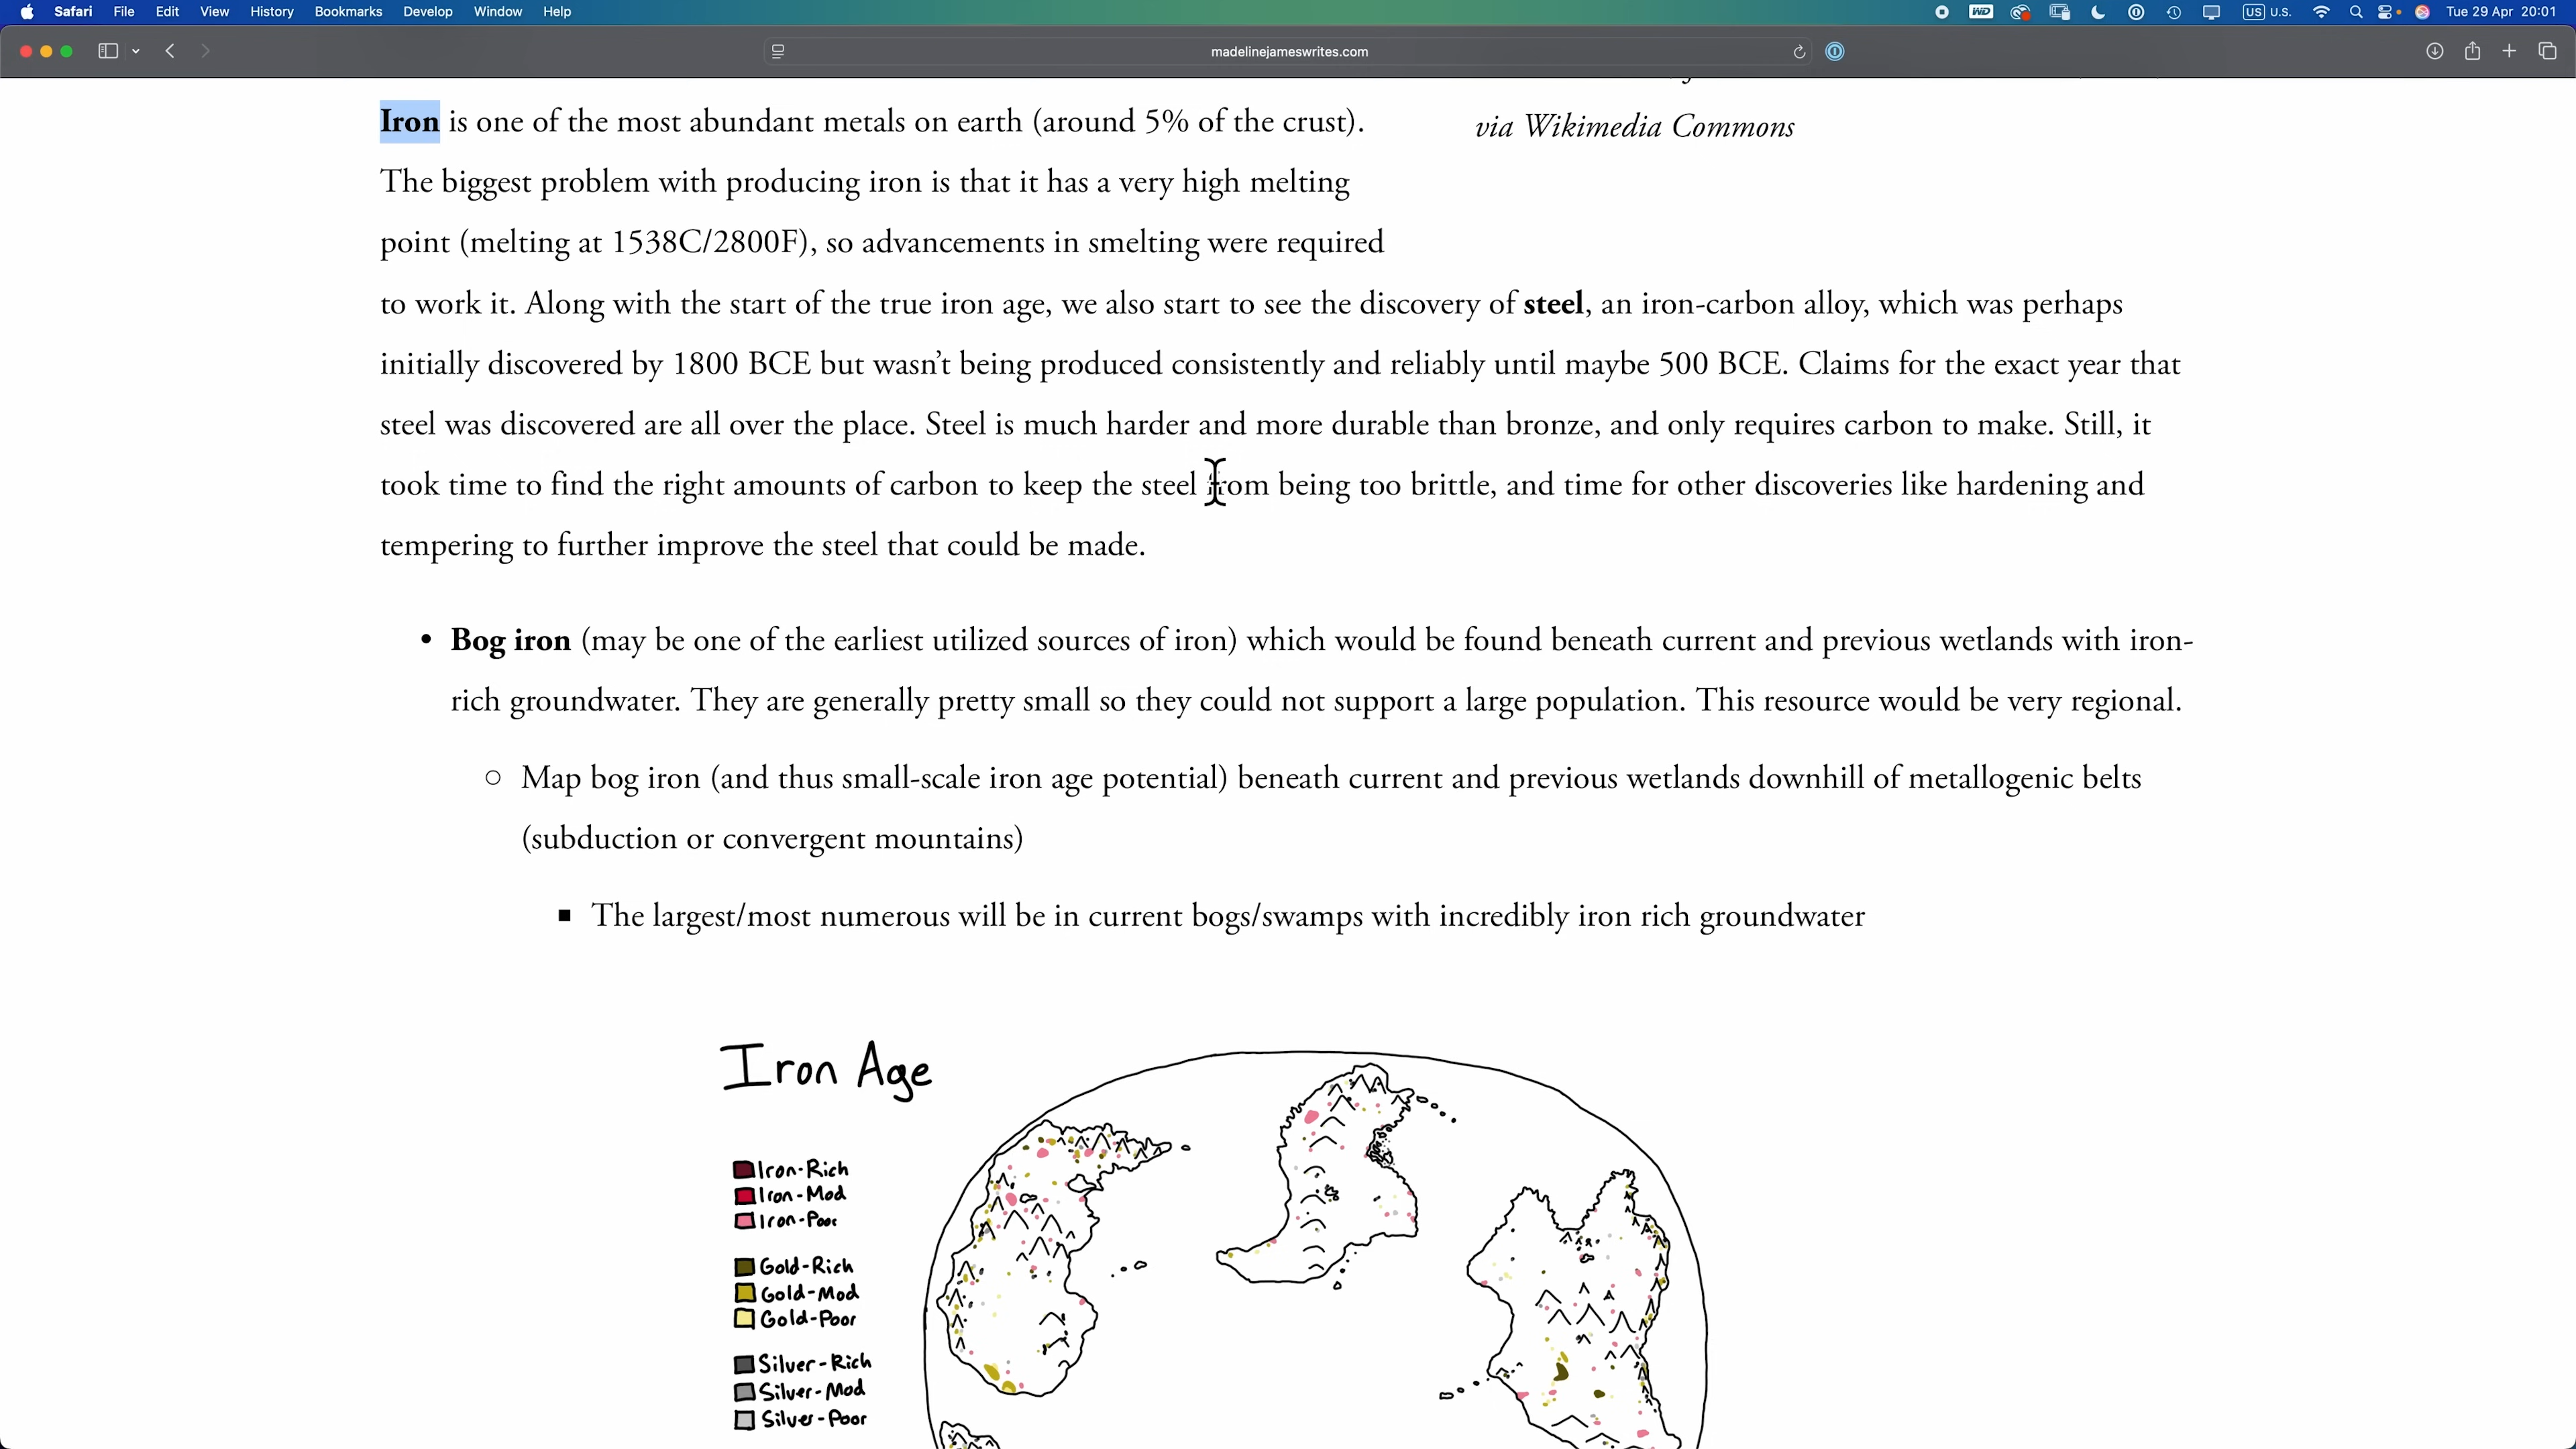 Safari File Edit View History Bookmarks Develop Window Help
WD US U.S. Tue 29 Apr 20:01
madelinejameswrites.com
via Wikimedia Commons
Iron is one of the most abundant metals on earth (around 5% of the crust).
The biggest problem with producing iron is that it has a very high melting
point (melting at 1538C/2800F), so advancements in smelting were required
to work it. Along with the start of the true iron age, we also start to see the discovery of steel, an iron-carbon alloy, which was perhaps
initially discovered by 1800 BCE but wasn’t being produced consistently and reliably until maybe 500 BCE. Claims for the exact year that
steel was discovered are all over the place. Steel is much harder and more durable than bronze, and only requires carbon to make. Still, it
took time to find the right amounts of carbon to keep the steel from being too brittle, and time for other discoveries like hardening and
tempering to further improve the steel that could be made.
• Bog iron (may be one of the earliest utilized sources of iron) which would be found beneath current and previous wetlands with iron-
rich groundwater. They are generally pretty small so they could not support a large population. This resource would be very regional.
○ Map bog iron (and thus small-scale iron age potential) beneath current and previous wetlands downhill of metallogenic belts
(subduction or convergent mountains)
■ The largest/most numerous will be in current bogs/swamps with incredibly iron rich groundwater
Iron Age
Iron-Rich
Iron-Mod
Iron-Poor
Gold-Rich
Gold-Mod
Gold-Poor
Silver-Rich
Silver-Mod
Silver-Poor